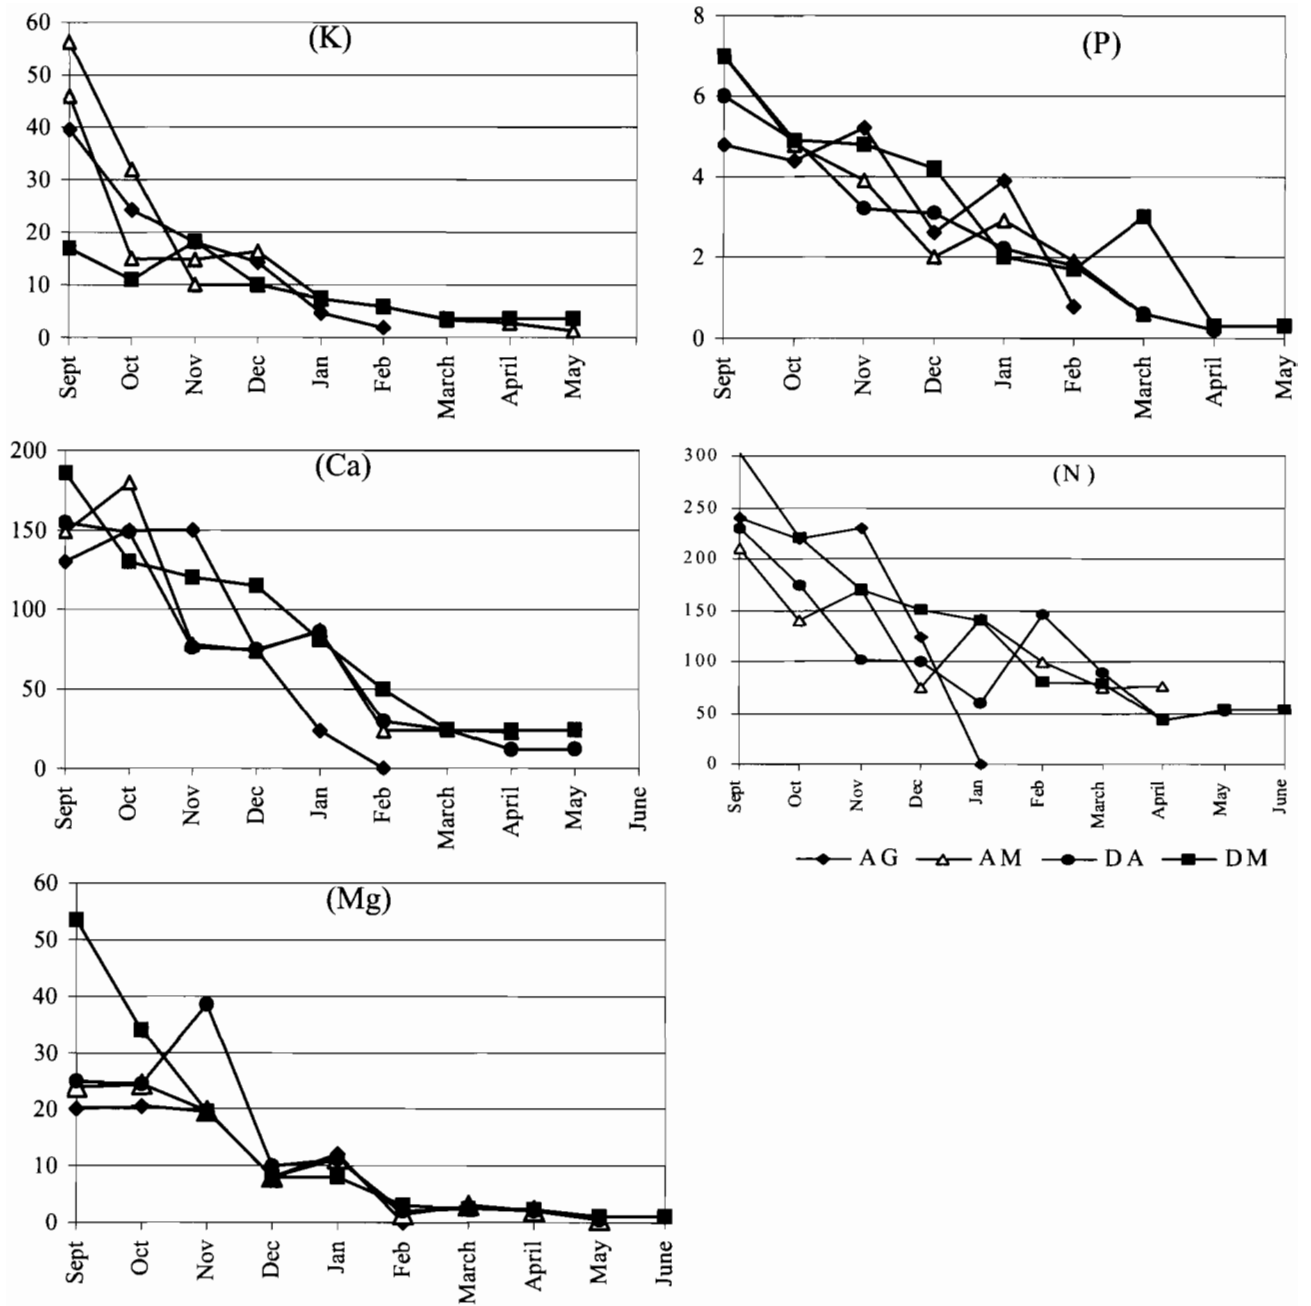 (K)
60
50
40
30
20
10
0
Sept
Oct
Nov
Dec
Jan
Feb
March
April
May
(P)
8
6
4
2
0
Sept
Oct
Nov
Dec
Jan
Feb
March
April
May
(Ca)
200
150
100
50
0
Sept
Oct
Nov
Dec
Jan
Feb
March
April
May
June
(N)
300
250
200
150
100
50
0
Sept
Oct
Nov
Dec
Jan
Feb
March
April
May
June
AG AM DA DM
(Mg)
60
50
40
30
20
10
0
Sept
Oct
Nov
Dec
Jan
Feb
March
April
May
June